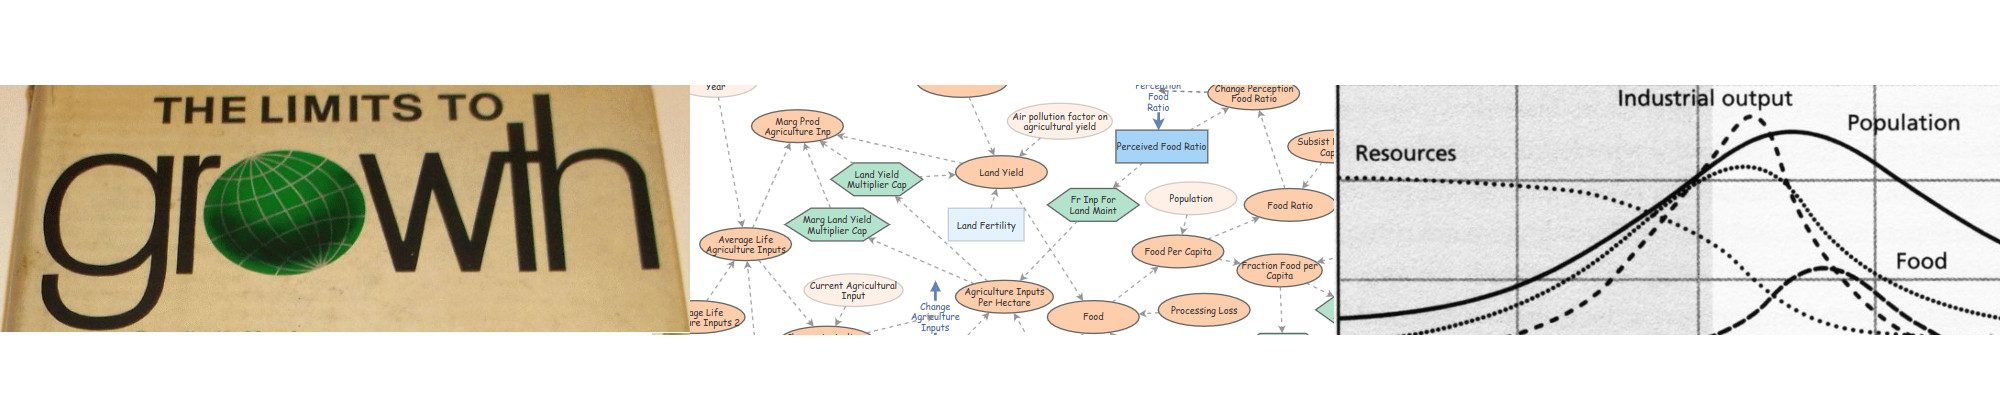 THE LIMITS TO
growth
Year
Marg Prod
Agriculture Inp
Air pollution factor on
agricultural yield
Perception
Food
Ratio
Change Perception
Food Ratio
Perceived Food Ratio
Subsist
Cap
Land Yield
Multiplier Cap
Land Yield
Fr Inp For
Land Maint
Population
Food Ratio
Marg Land Yield
Multiplier Cap
Land Fertility
Average Life
Agriculture Inputs
Food Per Capita
Fraction Food per
Capita
Current Agricultural
Input
Change
Agriculture
Inputs
Agriculture Inputs
Per Hectare
Food
Processing Loss
age Life
ure Inputs 2
Industrial output
Population
Resources
Food